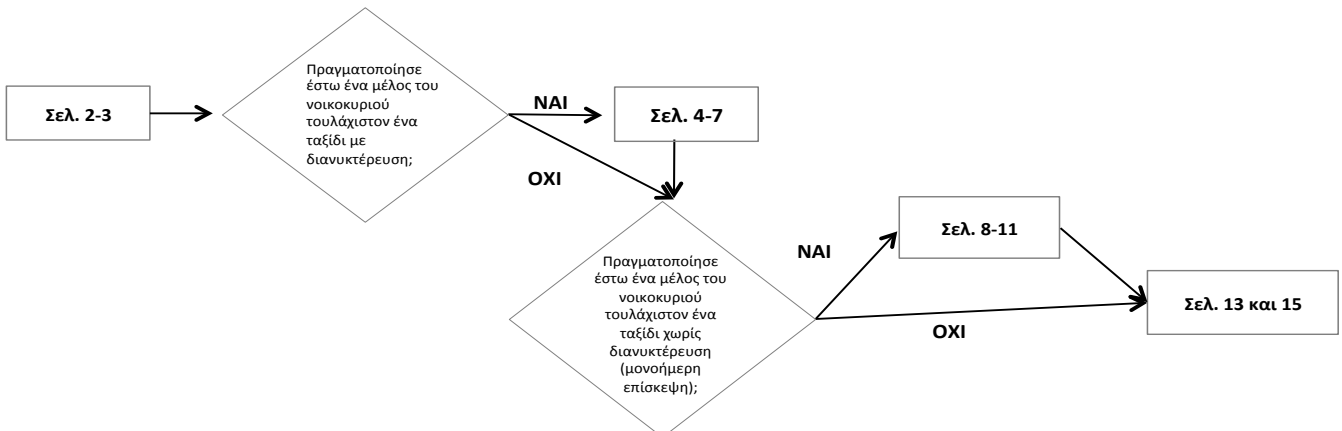 Σελ. 2-3
Πραγματοποίησε
έστω ένα μέλος του
νοικοκυριού
τουλάχιστον ένα
ταξίδι με
διανυκτέρευση;
ΝΑΙ
ΟΧΙ
Σελ. 4-7
Πραγματοποίησε
έστω ένα μέλος του
νοικοκυριού
τουλάχιστον ένα
ταξίδι χωρίς
διανυκτέρευση
(μονοήμερη
επίσκεψη);
ΝΑΙ
ΟΧΙ
Σελ. 8-11
Σελ. 13 και 15